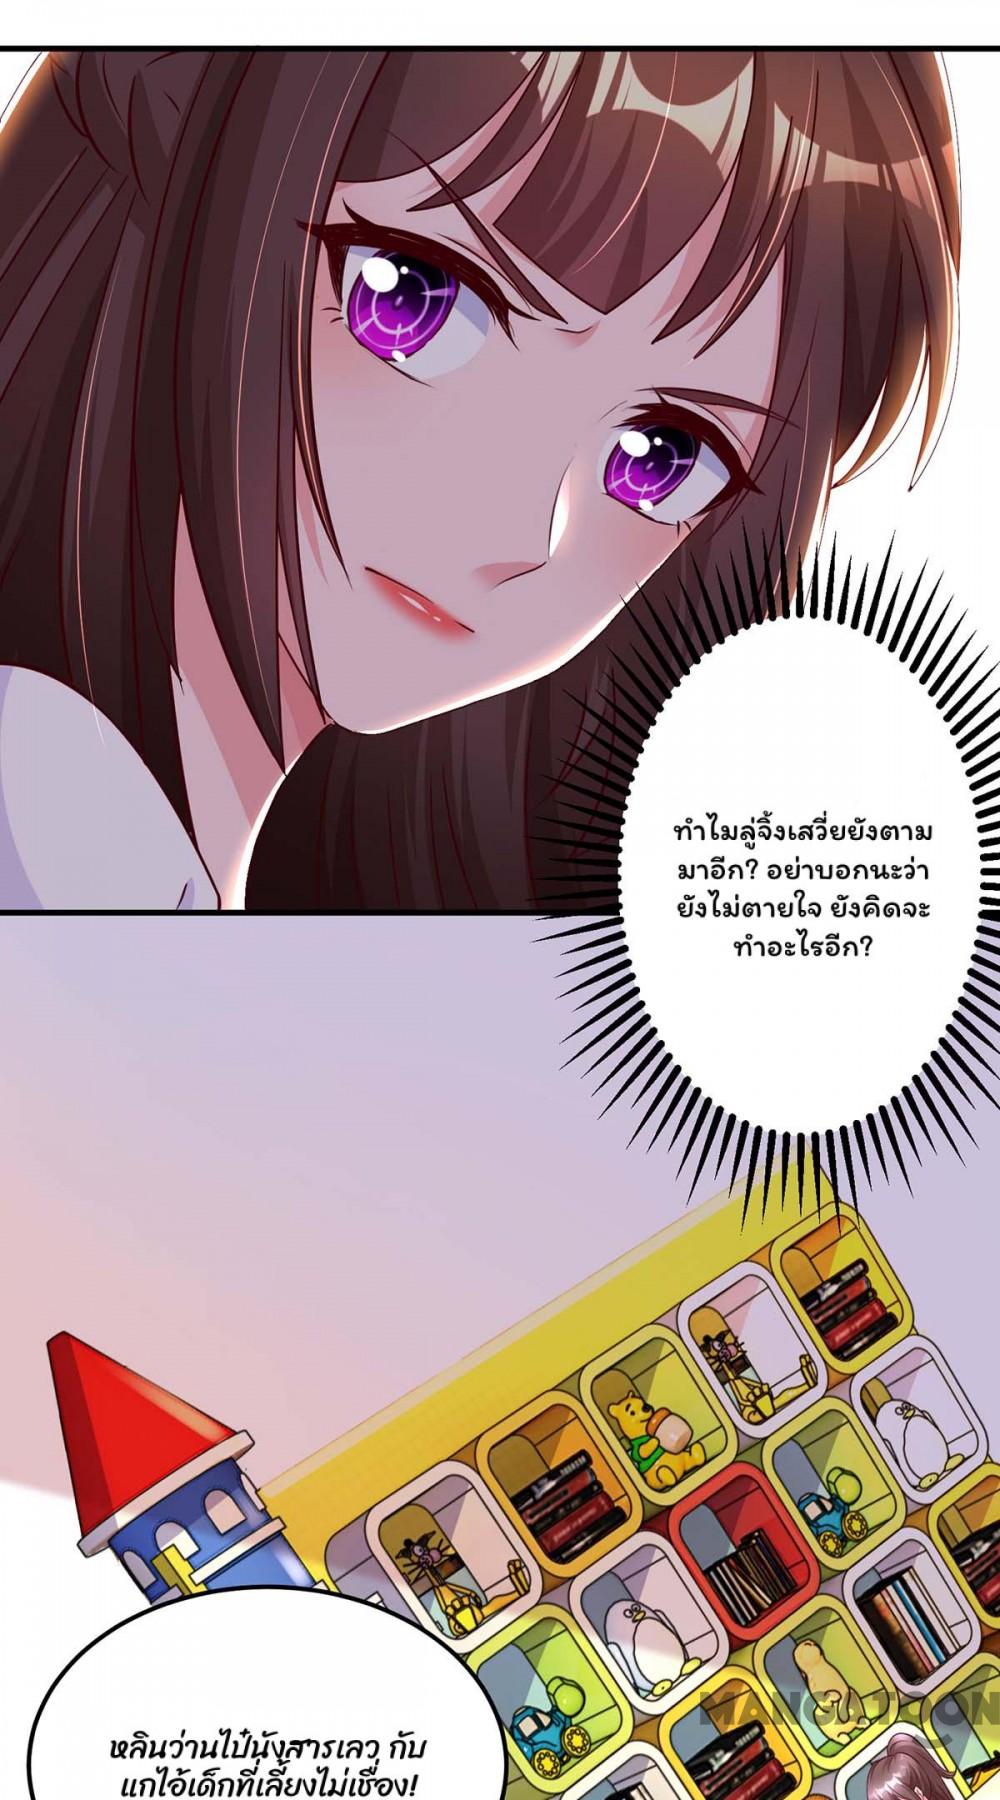 ทำไมลู่จิ้งเสวี่ยยังตาม
มาอีก? อย่าบอกนะว่า
ยังไม่ตายใจ ยังคิดจะ
ทำอะไรอีก?
MANGATOON
หลินว่านไป๋นังสารเลว กับ
แกไอ้เด็กที่เลี้ยงไม่เชื่อง!